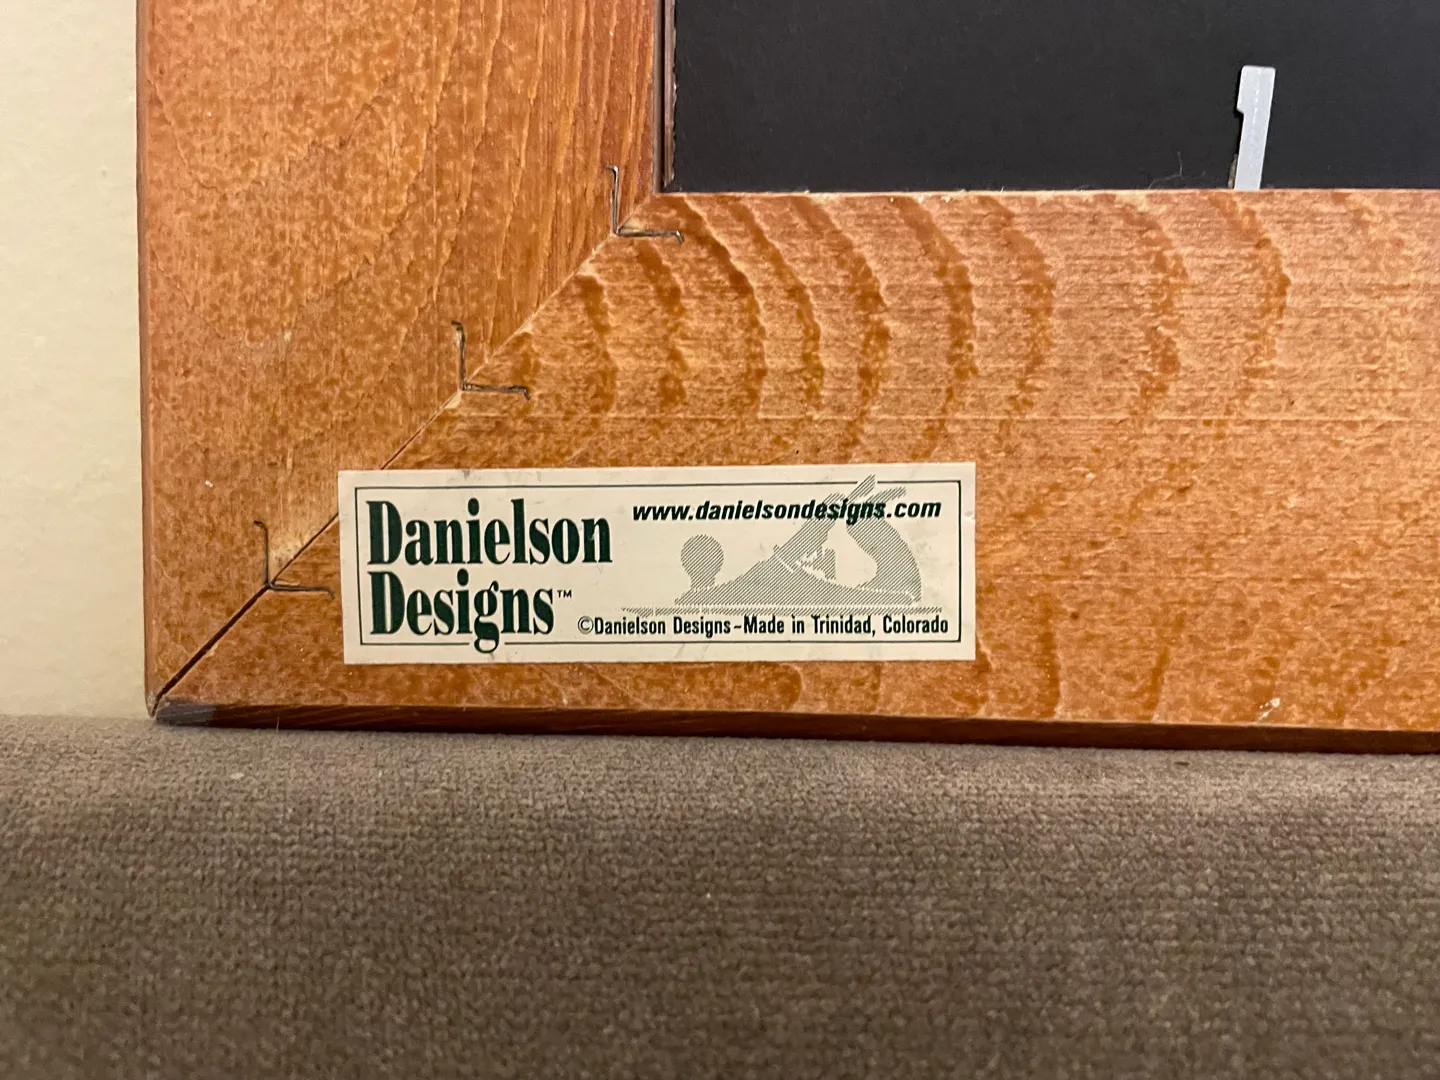 Danielson
Designs™
www.danielsondesigns.com
©Danielson Designs~Made in Trinidad, Colorado